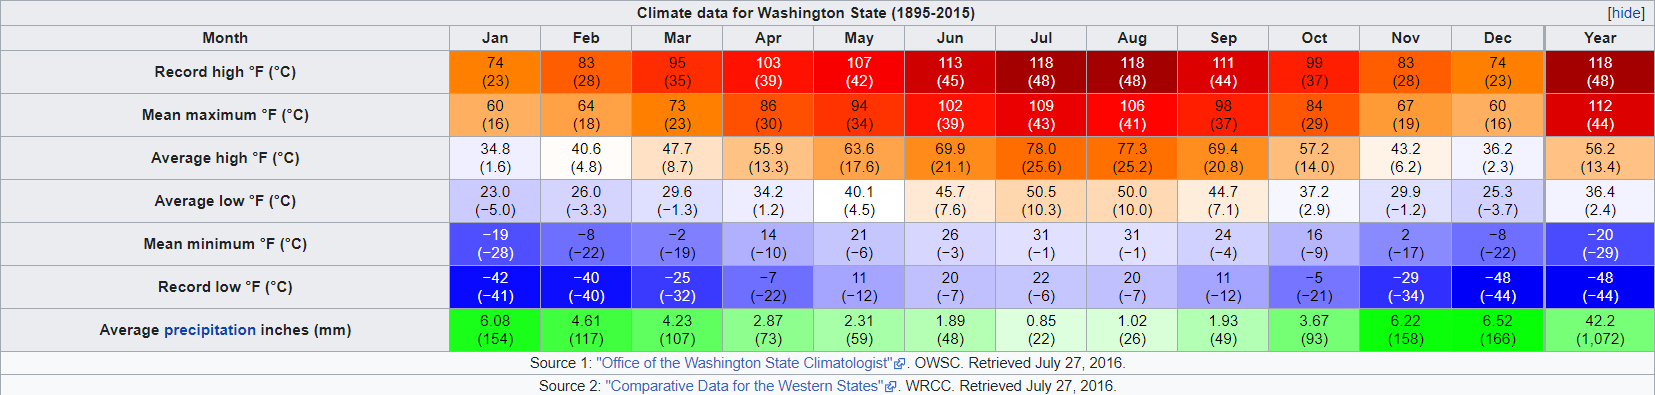 Climate data for Washington State (1895-2015) [hide]
Month Jan Feb Mar Apr May Jun Jul Aug Sep Oct Nov Dec Year
Record high °F (°C) 74 83 95 103 107 113 118 118 111 99 83 74 118
(23) (28) (35) (39) (42) (45) (48) (48) (44) (37) (28) (23) (48)
Mean maximum °F (°C) 60 64 73 86 94 102 109 106 98 84 67 60 112
(16) (18) (23) (30) (34) (39) (43) (41) (37) (29) (19) (16) (44)
Average high °F (°C) 34.8 40.6 47.7 55.9 63.6 69.9 78.0 77.3 69.4 57.2 43.2 36.2 56.2
(1.6) (4.8) (8.7) (13.3) (17.6) (21.1) (25.6) (25.2) (20.8) (14.0) (6.2) (2.3) (13.4)
Average low °F (°C) 23.0 26.0 29.6 34.2 40.1 45.7 50.5 50.0 44.7 37.2 29.9 25.3 36.4
(−5.0) (−3.3) (−1.3) (1.2) (4.5) (7.6) (10.3) (10.0) (7.1) (2.9) (−1.2) (−3.7) (2.4)
Mean minimum °F (°C) −19 −8 −2 14 21 26 31 31 24 16 2 −8 −20
(−28) (−22) (−19) (−10) (−6) (−3) (−1) (−1) (−4) (−9) (−17) (−22) (−29)
Record low °F (°C) −42 −40 −25 −7 11 20 22 20 11 −5 −29 −48 −48
(−41) (−40) (−32) (−22) (−12) (−7) (−6) (−7) (−12) (−21) (−34) (−44) (−44)
Average precipitation inches (mm) 6.08 4.61 4.23 2.87 2.31 1.89 0.85 1.02 1.93 3.67 6.22 6.52 42.2
(154) (117) (107) (73) (59) (48) (22) (26) (49) (93) (158) (166) (1,072)
Source 1: "Office of the Washington State Climatologist". OWSC. Retrieved July 27, 2016.
Source 2: "Comparative Data for the Western States". WRCC. Retrieved July 27, 2016.